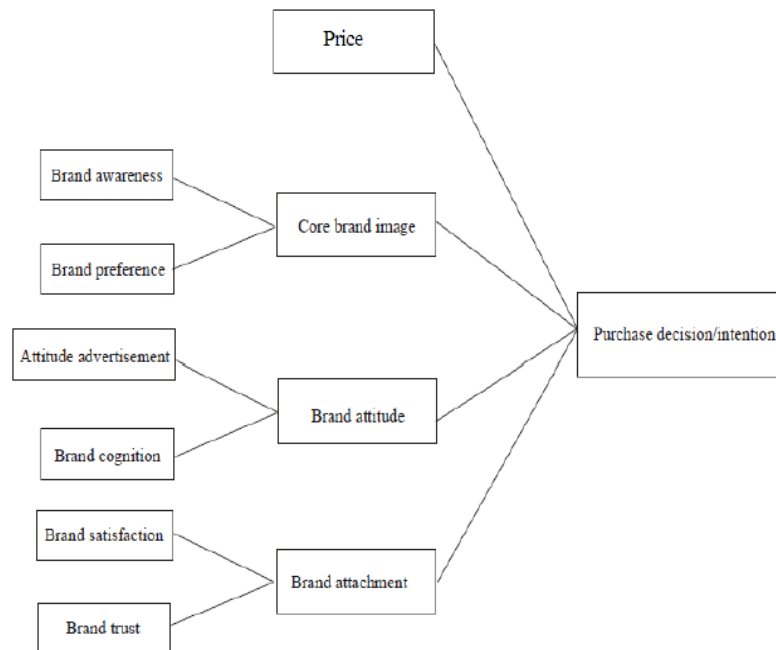 Price
Brand awareness
Core brand image
Brand preference
Purchase decision/intention
Attitude advertisement
Brand attitude
Brand cognition
Brand satisfaction
Brand attachment
Brand trust